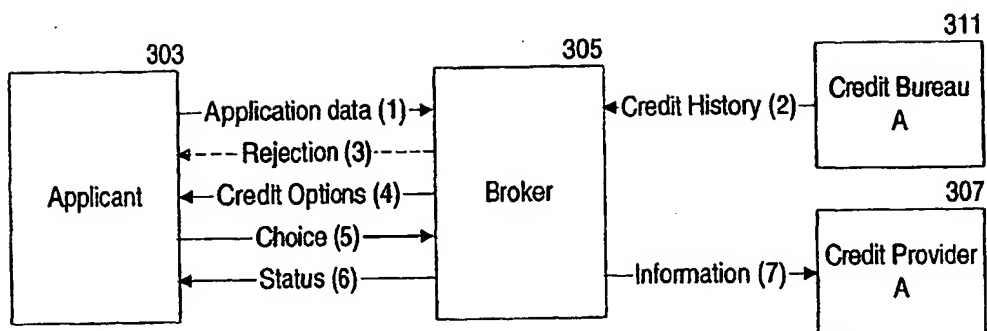 303
305
311
Applicant
Application data (1)
Rejection (3)
Credit Options (4)
Choice (5)
Status (6)
Broker
Credit History (2)
Information (7)
Credit Bureau
A
307
Credit Provider
A